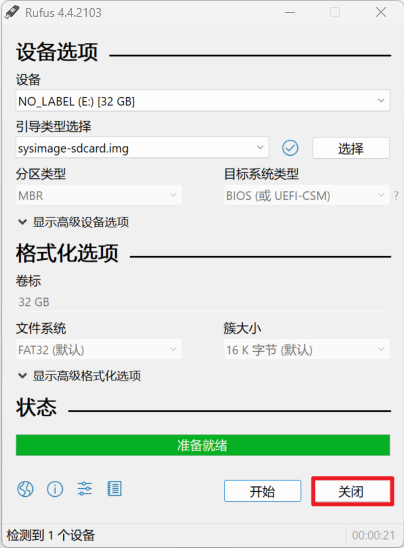 Rufus 4.4.2103
设备选项
设备
NO_LABEL (E:) [32 GB]
引导类型选择
sysimage-sdcard.img
选择
分区类型 目标系统类型
MBR BIOS (或 UEFI-CSM) ?
显示高级设备选项
格式化选项
卷标
32 GB
文件系统 簇大小
FAT32 (默认) 16 K 字节 (默认)
显示高级格式化选项
状态
准备就绪
开始 关闭
检测到 1 个设备 00:00:21